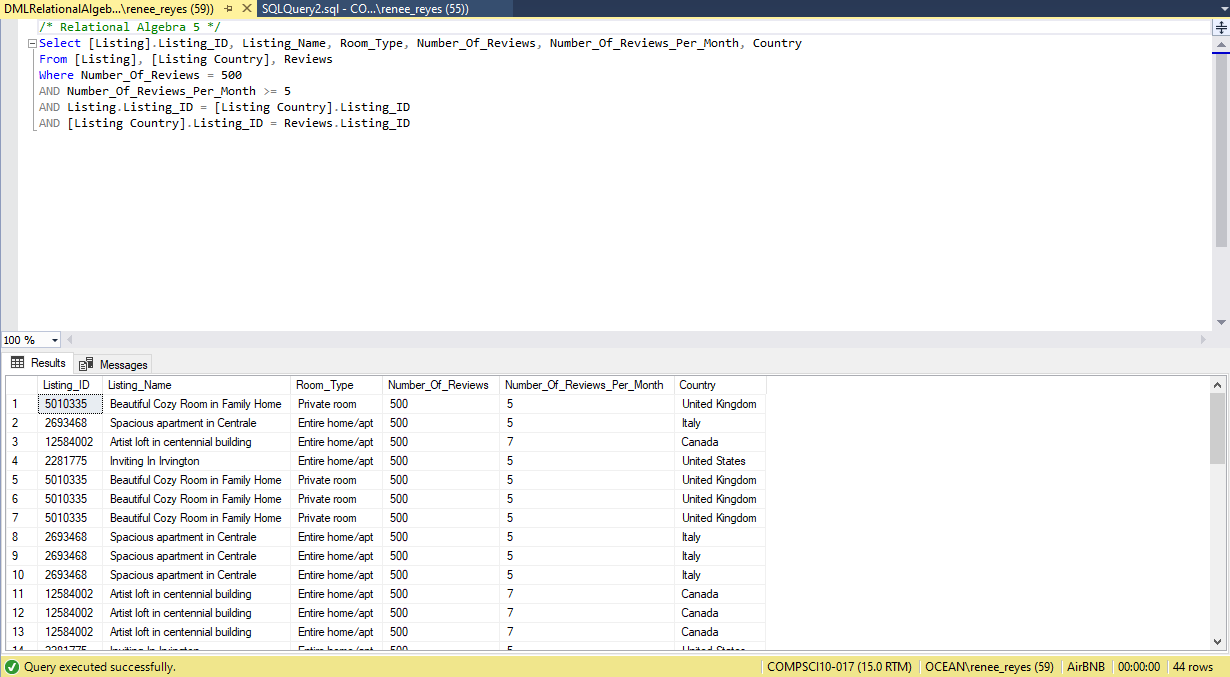 DMLRelationalAlgeb...\renee_reyes (59)) SQLQuery2.sql - CO...\renee_reyes (55))
/* Relational Algebra 5 */
Select [Listing].Listing_ID, Listing_Name, Room_Type, Number_Of_Reviews, Number_Of_Reviews_Per_Month, Country
From [Listing], [Listing Country], Reviews
Where Number_Of_Reviews = 500
AND Number_Of_Reviews_Per_Month >= 5
AND Listing.Listing_ID = [Listing Country].Listing_ID
AND [Listing Country].Listing_ID = Reviews.Listing_ID
100 %
Results Messages
Listing_ID Listing_Name Room_Type Number_Of_Reviews Number_Of_Reviews_Per_Month Country
1 5010335 Beautiful Cozy Room in Family Home Private room 500 5 United Kingdom
2 2693468 Spacious apartment in Centrale Entire home/apt 500 5 Italy
3 12584002 Artist loft in centennial building Entire home/apt 500 7 Canada
4 2281775 Inviting In Irvington Entire home/apt 500 5 United States
5 5010335 Beautiful Cozy Room in Family Home Private room 500 5 United Kingdom
6 5010335 Beautiful Cozy Room in Family Home Private room 500 5 United Kingdom
7 5010335 Beautiful Cozy Room in Family Home Private room 500 5 United Kingdom
8 2693468 Spacious apartment in Centrale Entire home/apt 500 5 Italy
9 2693468 Spacious apartment in Centrale Entire home/apt 500 5 Italy
10 2693468 Spacious apartment in Centrale Entire home/apt 500 5 Italy
11 12584002 Artist loft in centennial building Entire home/apt 500 7 Canada
12 12584002 Artist loft in centennial building Entire home/apt 500 7 Canada
13 12584002 Artist loft in centennial building Entire home/apt 500 7 Canada
14 2281775 Inviting In Irvington Entire home/apt 500 5 United States
Query executed successfully. COMPSCI10-017 (15.0 RTM) OCEAN\renee_reyes (59) AirBNB 00:00:00 44 rows